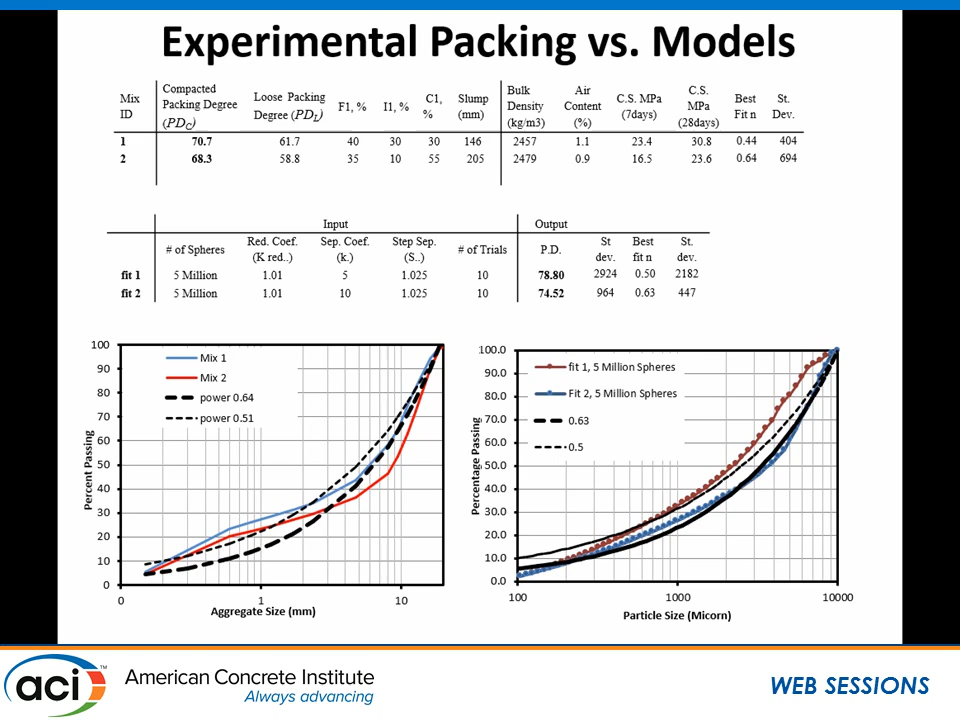 Experimental Packing vs. Models
Mix ID | Compacted Packing Degree (PDC) | Loose Packing Degree (PDL) | F1, % | I1, % | C1, % | Slump (mm) | Bulk Density (kg/m3) | Air Content (%) | C.S. MPa (7days) | C.S. MPa (28days) | Best Fit n | St. Dev.
1 | 70.7 | 61.7 | 40 | 30 | 30 | 146 | 2457 | 1.1 | 23.4 | 30.8 | 0.44 | 404
2 | 68.3 | 58.8 | 35 | 10 | 55 | 205 | 2479 | 0.9 | 16.5 | 23.6 | 0.64 | 694
Input | Output
# of Spheres | Red. Coef. (K red..) | Sep. Coef. (k.) | Step Sep. (S..) | # of Trials | P.D. | St dev. | Best fit n | St. dev.
fit 1 | 5 Million | 1.01 | 5 | 1.025 | 10 | 78.80 | 2924 | 0.50 | 2182
fit 2 | 5 Million | 1.01 | 10 | 1.025 | 10 | 74.52 | 964 | 0.63 | 447
Percent Passing
100
90
80
70
60
50
40
30
20
10
0
Mix 1
Mix 2
power 0.64
power 0.51
0 1 10
Aggregate Size (mm)
Percentage Passing
100.0
90.0
80.0
70.0
60.0
50.0
40.0
30.0
20.0
10.0
0.0
fit 1, 5 Million Spheres
Fit 2, 5 Million Spheres
0.63
0.5
100 1000 10000
Particle Size (Micorn)
aci™
American Concrete Institute
Always advancing
WEB SESSIONS